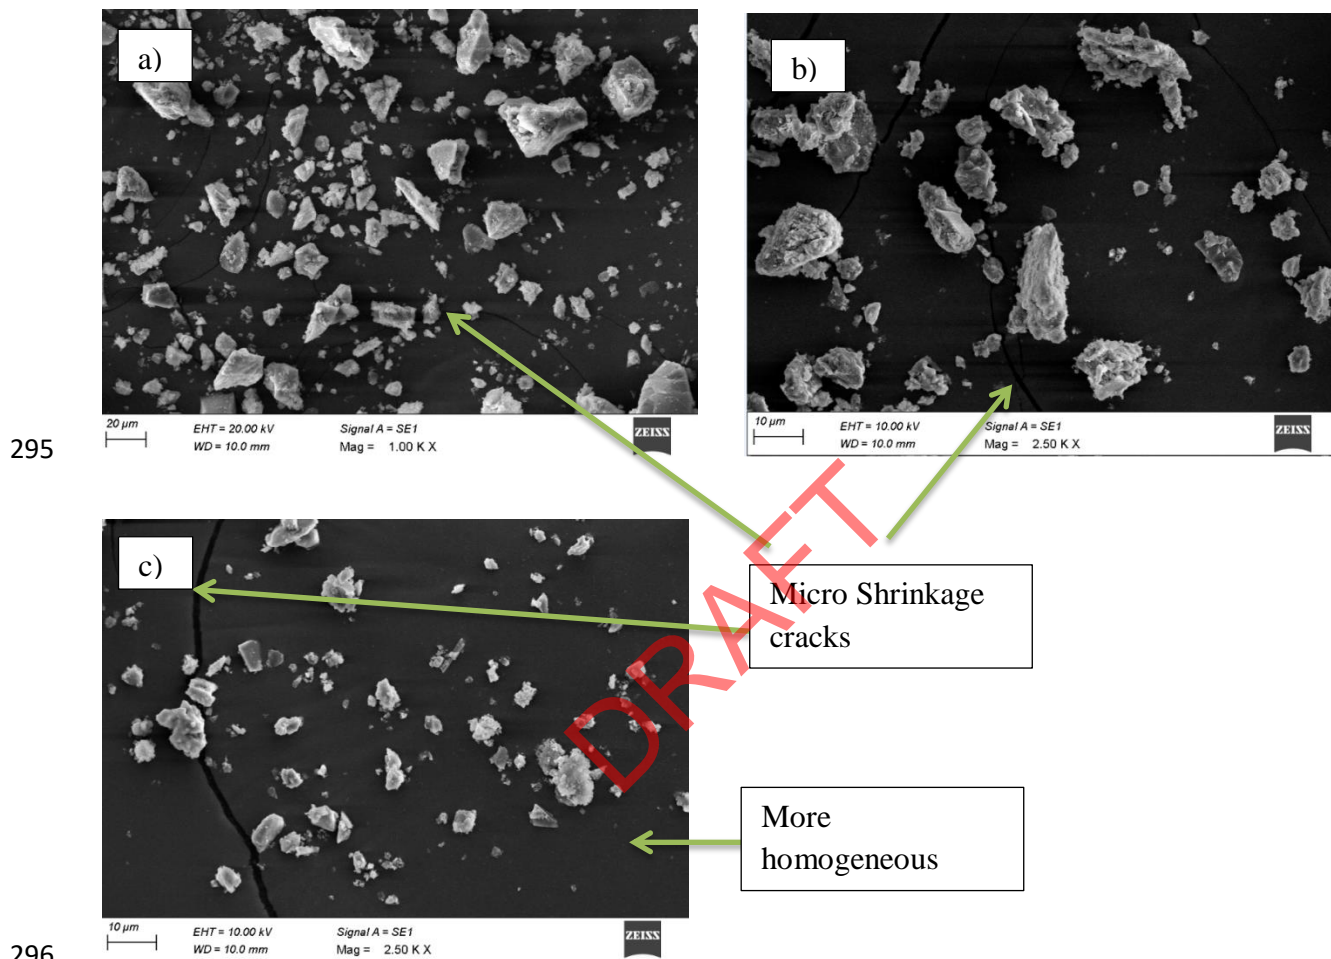 a)
20 µm
EHT = 20.00 kV
Signal A = SE1
WD = 10.0 mm
Mag = 1.00 K X
ZEISS
b)
10 µm
EHT = 10.00 kV
Signal A = SE1
WD = 10.0 mm
Mag = 2.50 K X
ZEISS
295
c)
10 µm
EHT = 10.00 kV
Signal A = SE1
WD = 10.0 mm
Mag = 2.50 K X
ZEISS
Micro Shrinkage
cracks
More
homogeneous
DRAFT
296